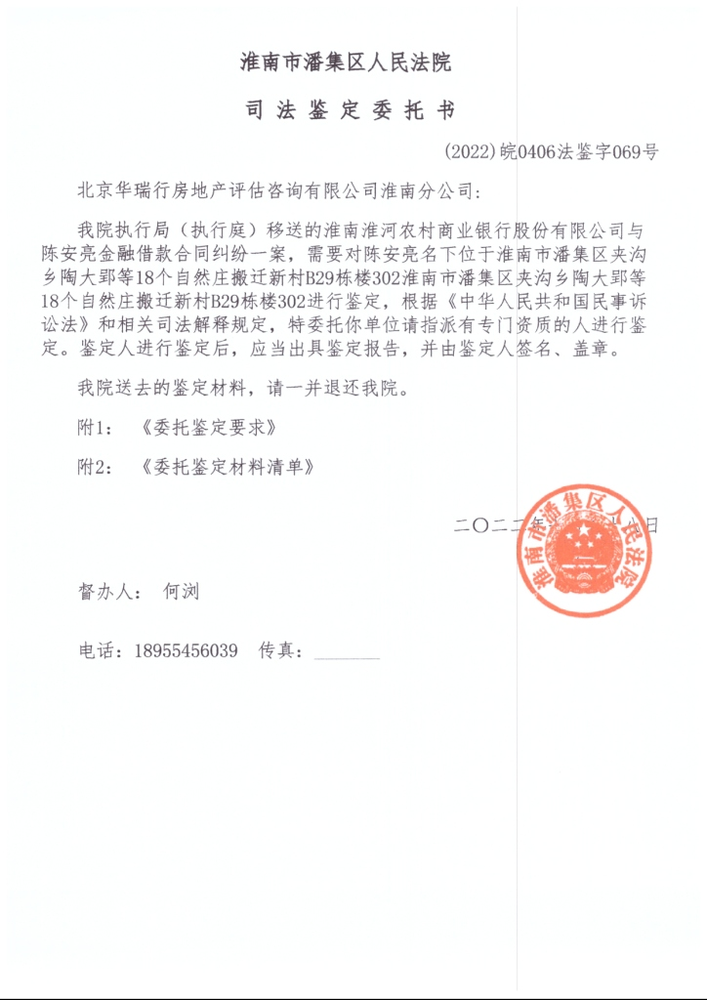 淮南市潘集区人民法院
司法鉴定委托书
(2022)皖0406法鉴字069号
北京华瑞行房地产评估咨询有限公司淮南分公司:
我院执行局（执行庭）移送的淮南淮河农村商业银行股份有限公司与
陈安亮金融借款合同纠纷一案，需要对陈安亮名下位于淮南市潘集区夹沟
乡陶大郢等18个自然庄搬迁新村B29栋楼302淮南市潘集区夹沟乡陶大郢等
18个自然庄搬迁新村B29栋楼302进行鉴定，根据《中华人民共和国民事诉
讼法》和相关司法解释规定，特委托你单位请指派有专门资质的人进行鉴
定。鉴定人进行鉴定后，应当出具鉴定报告，并由鉴定人签名、盖章。
我院送去的鉴定材料，请一并退还我院。
附1： 《委托鉴定要求》
附2： 《委托鉴定材料清单》
二〇二二年 八日
淮南市潘集区人民法院
督办人： 何浏
电话：18955456039 传真：